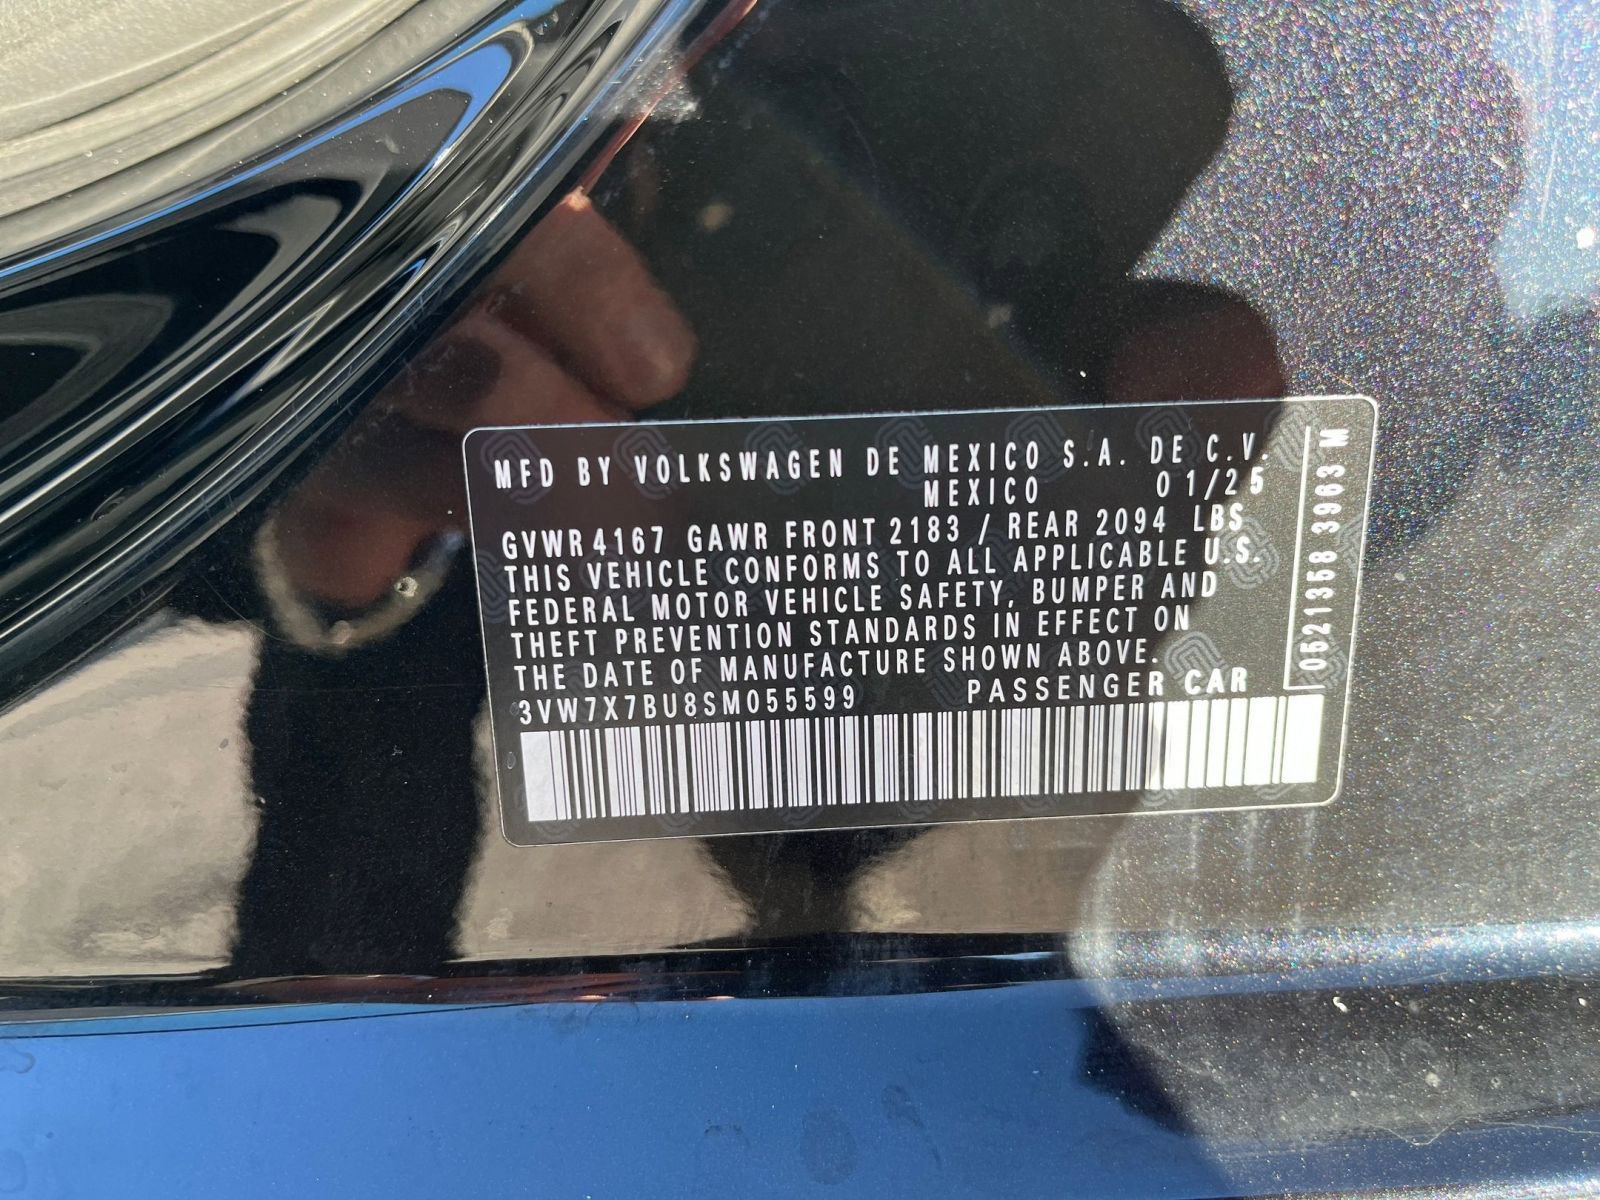 MFD BY VOLKSWAGEN DE MEXICO S.A. DE C.V.
MEXICO 01/25
GVWR 4167 GAWR FRONT 2183 / REAR 2094 LBS
THIS VEHICLE CONFORMS TO ALL APPLICABLE U.S.
FEDERAL MOTOR VEHICLE SAFETY, BUMPER AND
THEFT PREVENTION STANDARDS IN EFFECT ON
THE DATE OF MANUFACTURE SHOWN ABOVE.
3VW7X7BU8SM055599 PASSENGER CAR
0521358 3963 M